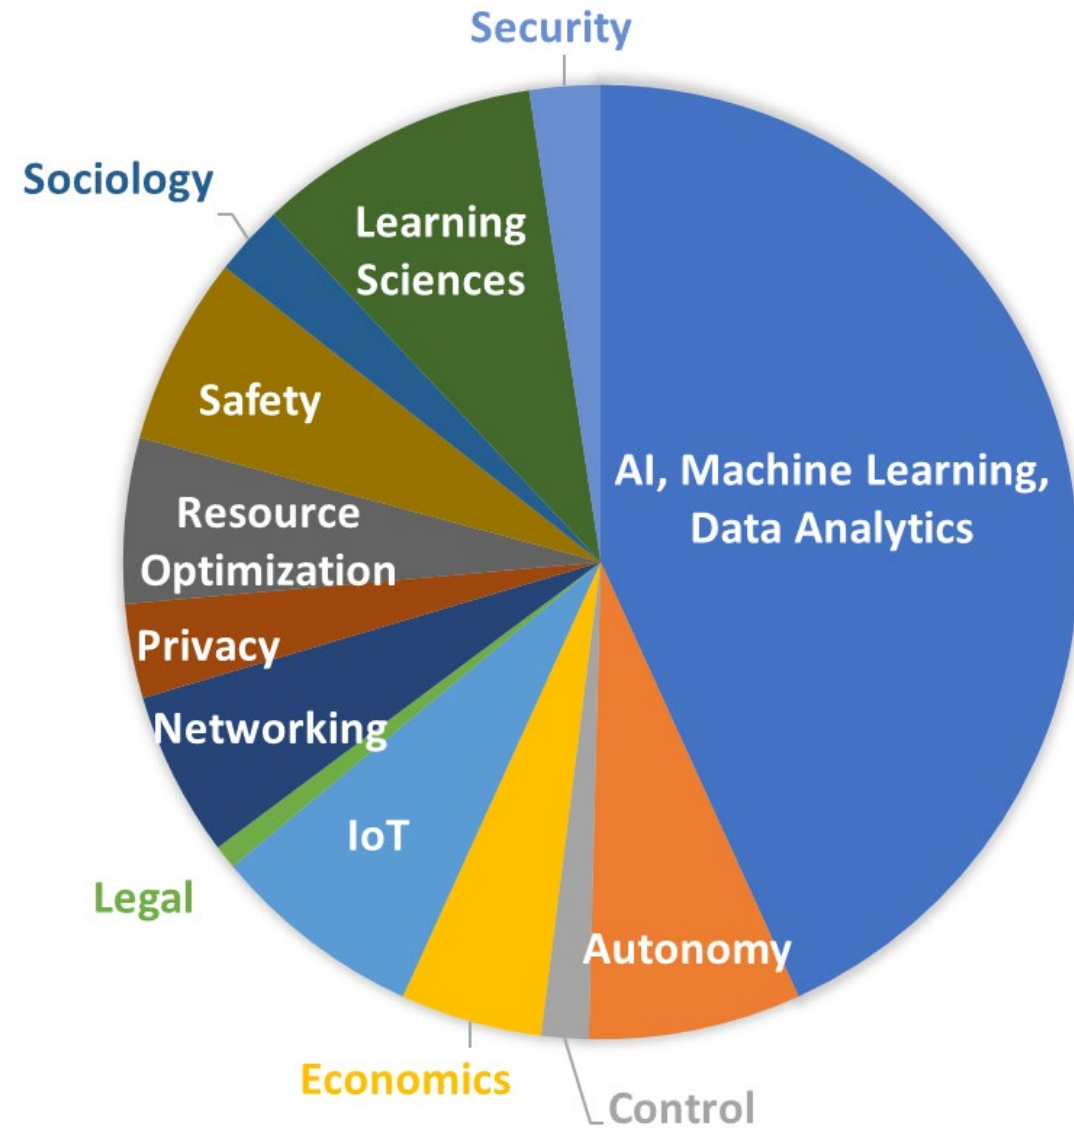 Security
Sociology
Learning
Sciences
Safety
AI, Machine Learning,
Data Analytics
Resource
Optimization
Privacy
Networking
IoT
Legal
Autonomy
Economics
Control